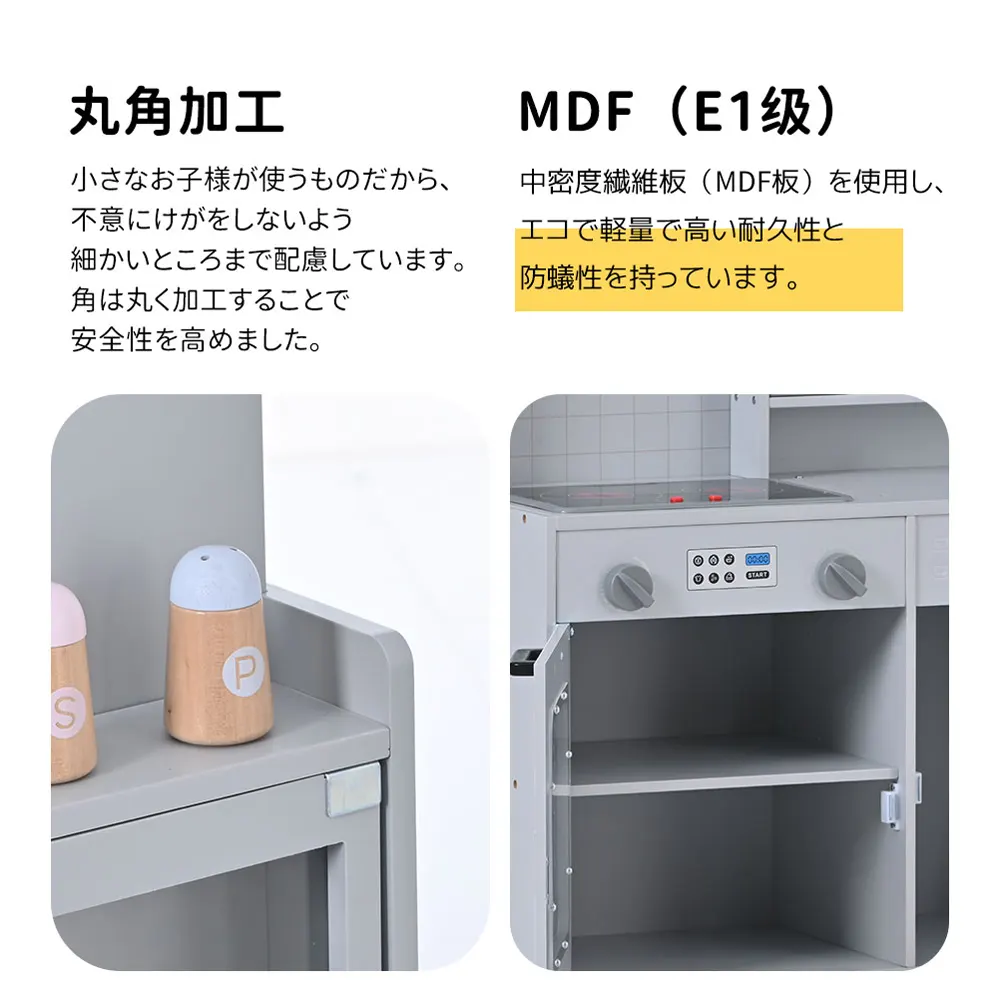 丸角加工
小さなお子様が使うものだから、
不意にけがをしないよう
細かいところまで配慮しています。
角は丸く加工することで
安全性を高めました。
MDF（E1级）
中密度繊維板（MDF板）を使用し、
エコで軽量で高い耐久性と
防蟻性を持っています。
S
P
00:00
START